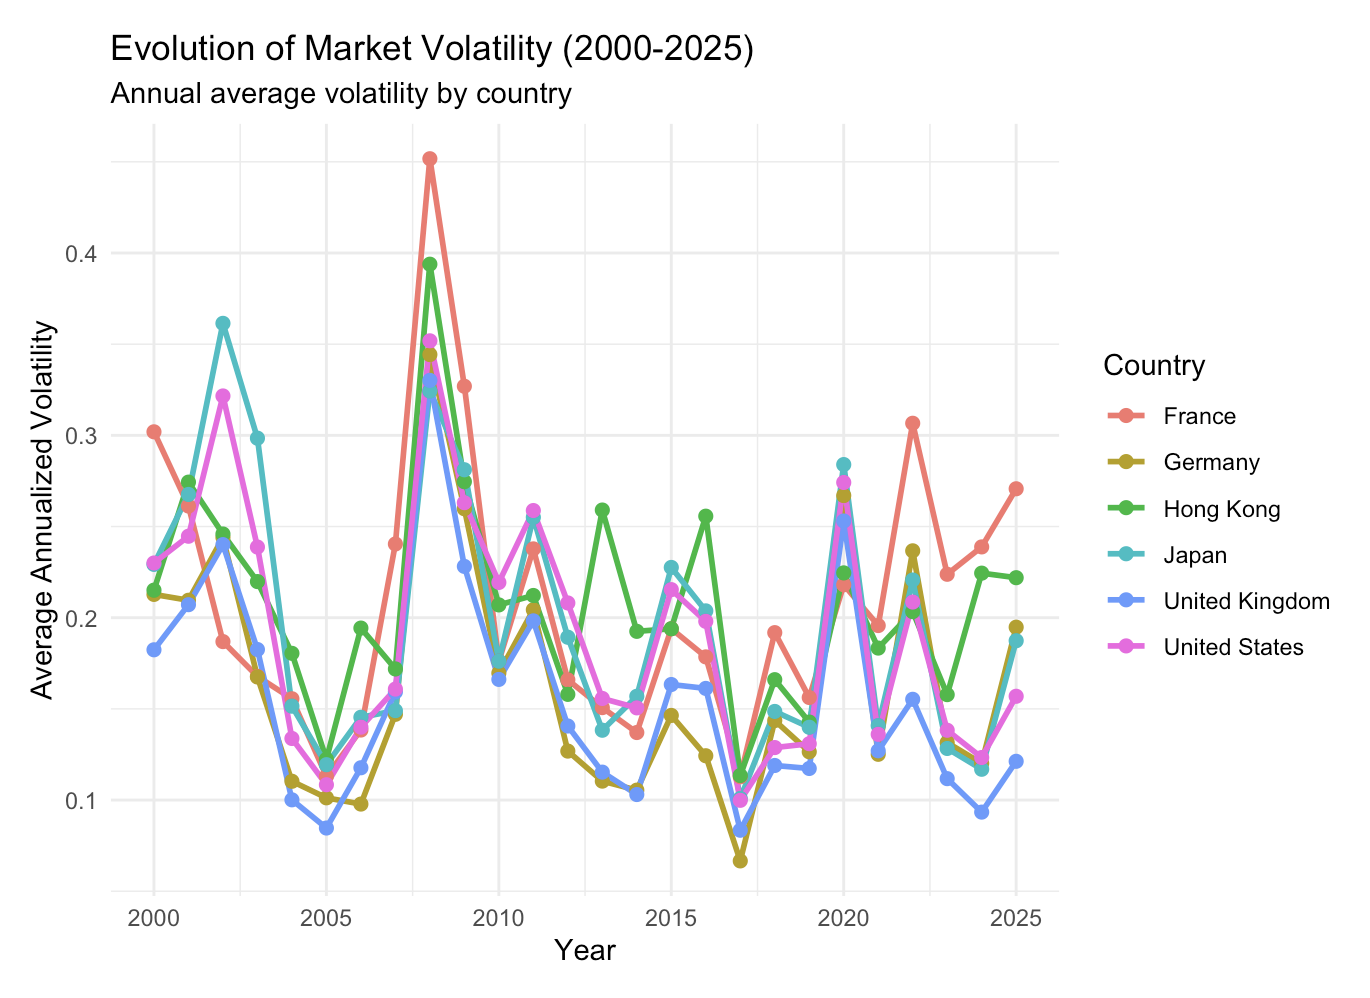 Evolution of Market Volatility (2000-2025)
Annual average volatility by country
Average Annualized Volatility
0.4
0.3
0.2
0.1
2000 2005 2010 2015 2020 2025
Year
Country
France
Germany
Hong Kong
Japan
United Kingdom
United States